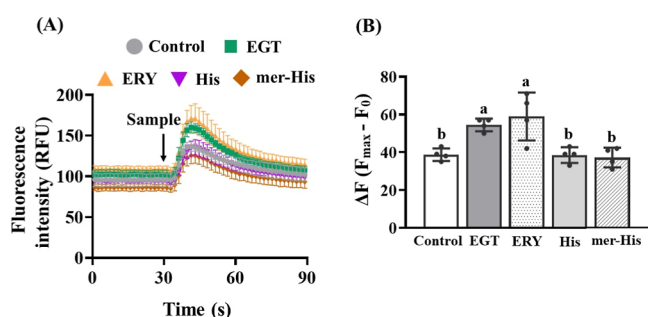 (A)
Control EGT
ERY His mer-His
Fluorescence
intensity (RFU)
200
150
100
50
0
Sample
0 30 60 90
Time (s)
(B)
ΔF (Fmax - F0)
80
60
40
20
0
b a a b b
Control EGT ERY His mer-His